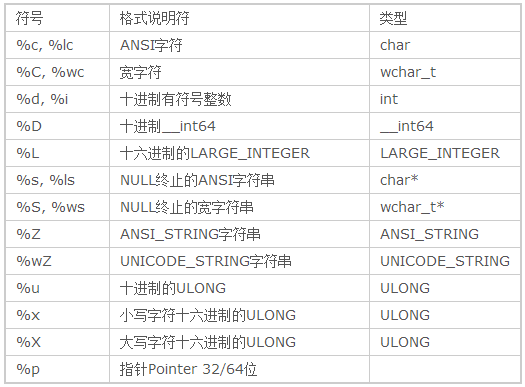 符号 格式说明符 类型
%c, %lc ANSI字符 char
%C, %wc 宽字符 wchar_t
%d, %i 十进制有符号整数 int
%D 十进制__int64 __int64
%L 十六进制的LARGE_INTEGER LARGE_INTEGER
%s, %ls NULL终止的ANSI字符串 char*
%S, %ws NULL终止的宽字符串 wchar_t*
%Z ANSI_STRING字符串 ANSI_STRING
%wZ UNICODE_STRING字符串 UNICODE_STRING
%u 十进制的ULONG ULONG
%x 小写字符十六进制的ULONG ULONG
%X 大写字符十六进制的ULONG ULONG
%p 指针Pointer 32/64位